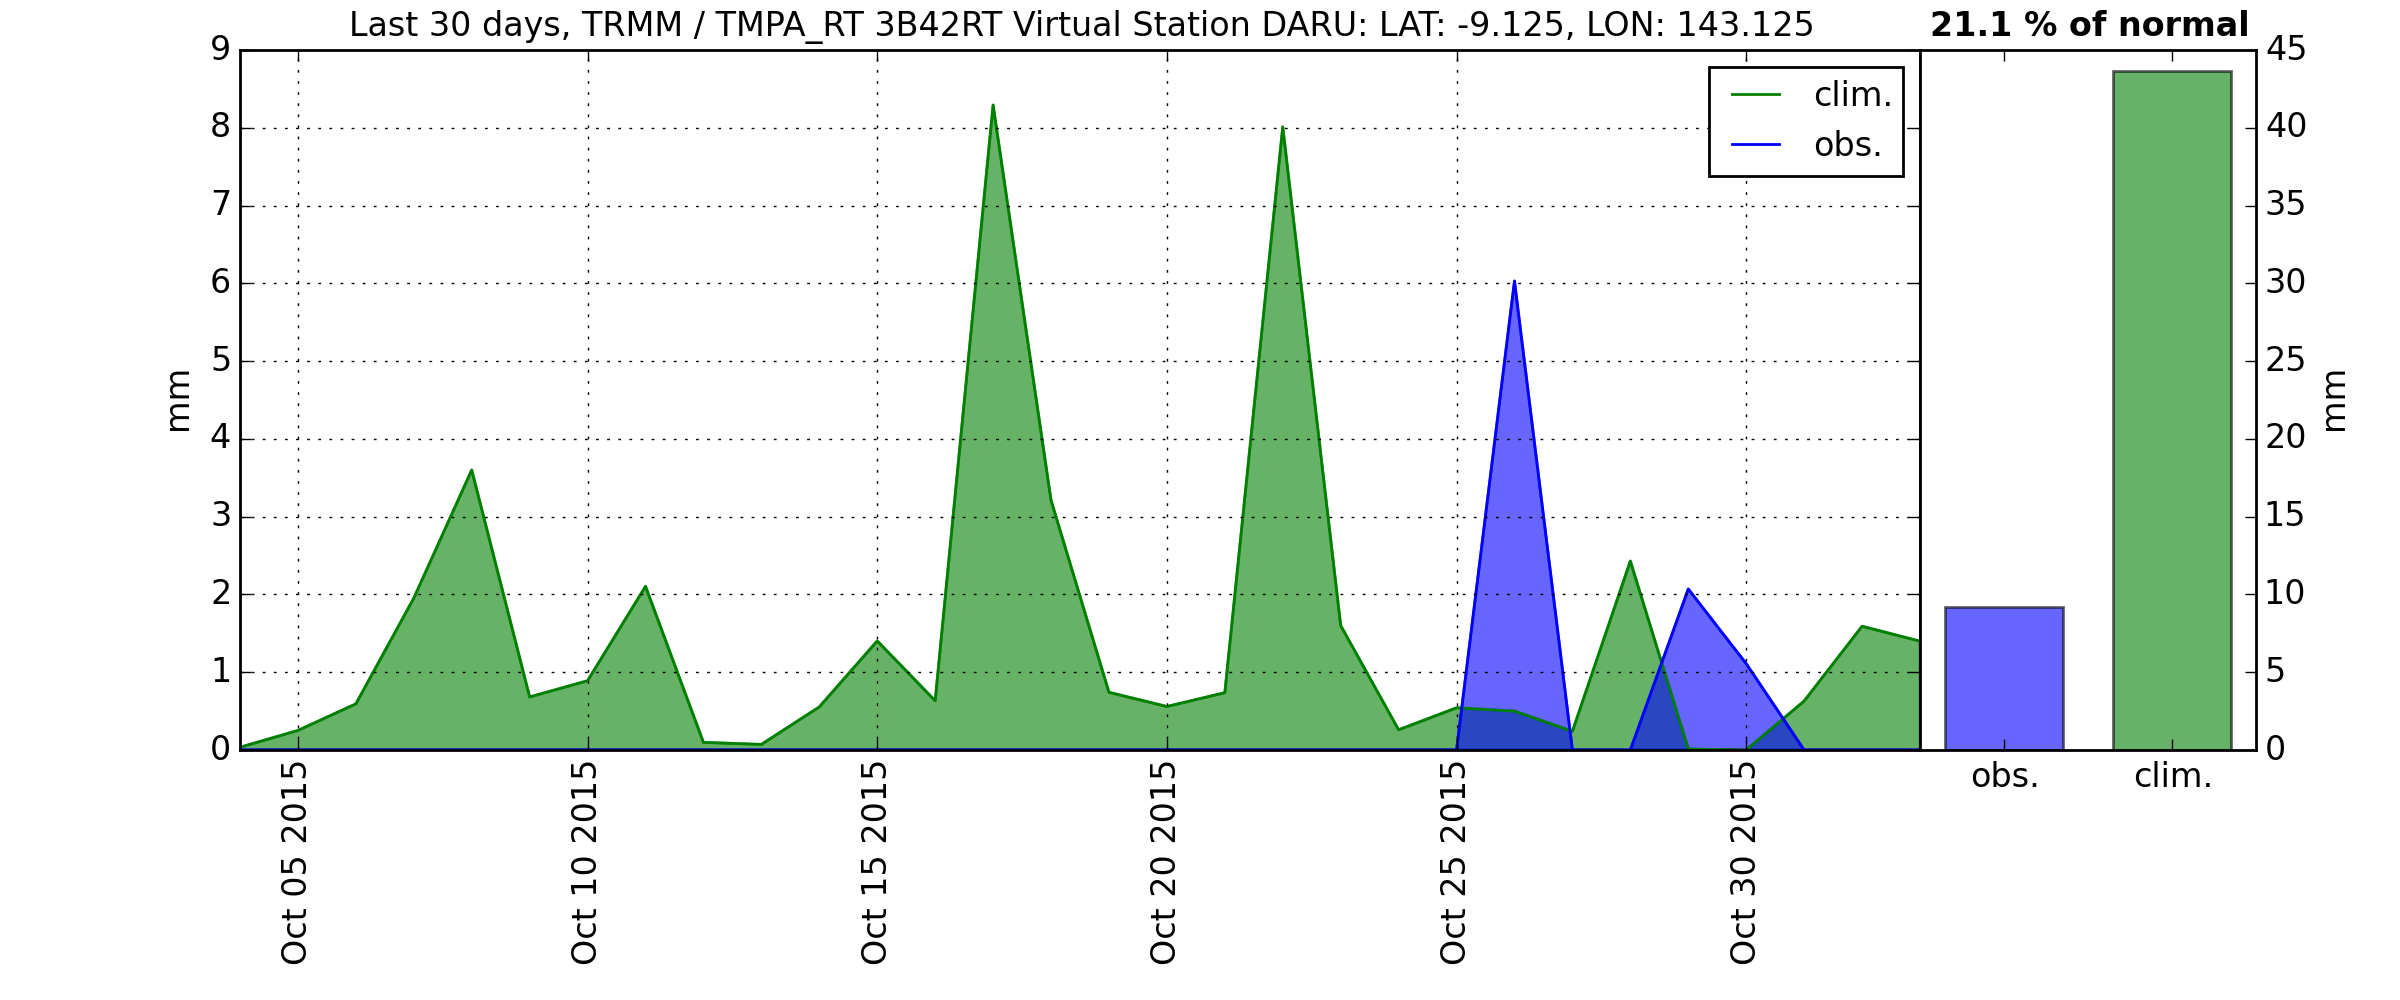 Last 30 days, TRMM / TMPA_RT 3B42RT Virtual Station DARU: LAT: -9.125, LON: 143.125
21.1 % of normal
9
8
7
6
5
4
3
2
1
0
mm
clim.
obs.
Oct 05 2015
Oct 10 2015
Oct 15 2015
Oct 20 2015
Oct 25 2015
Oct 30 2015
45
40
35
30
25
20
15
10
5
0
mm
obs.
clim.